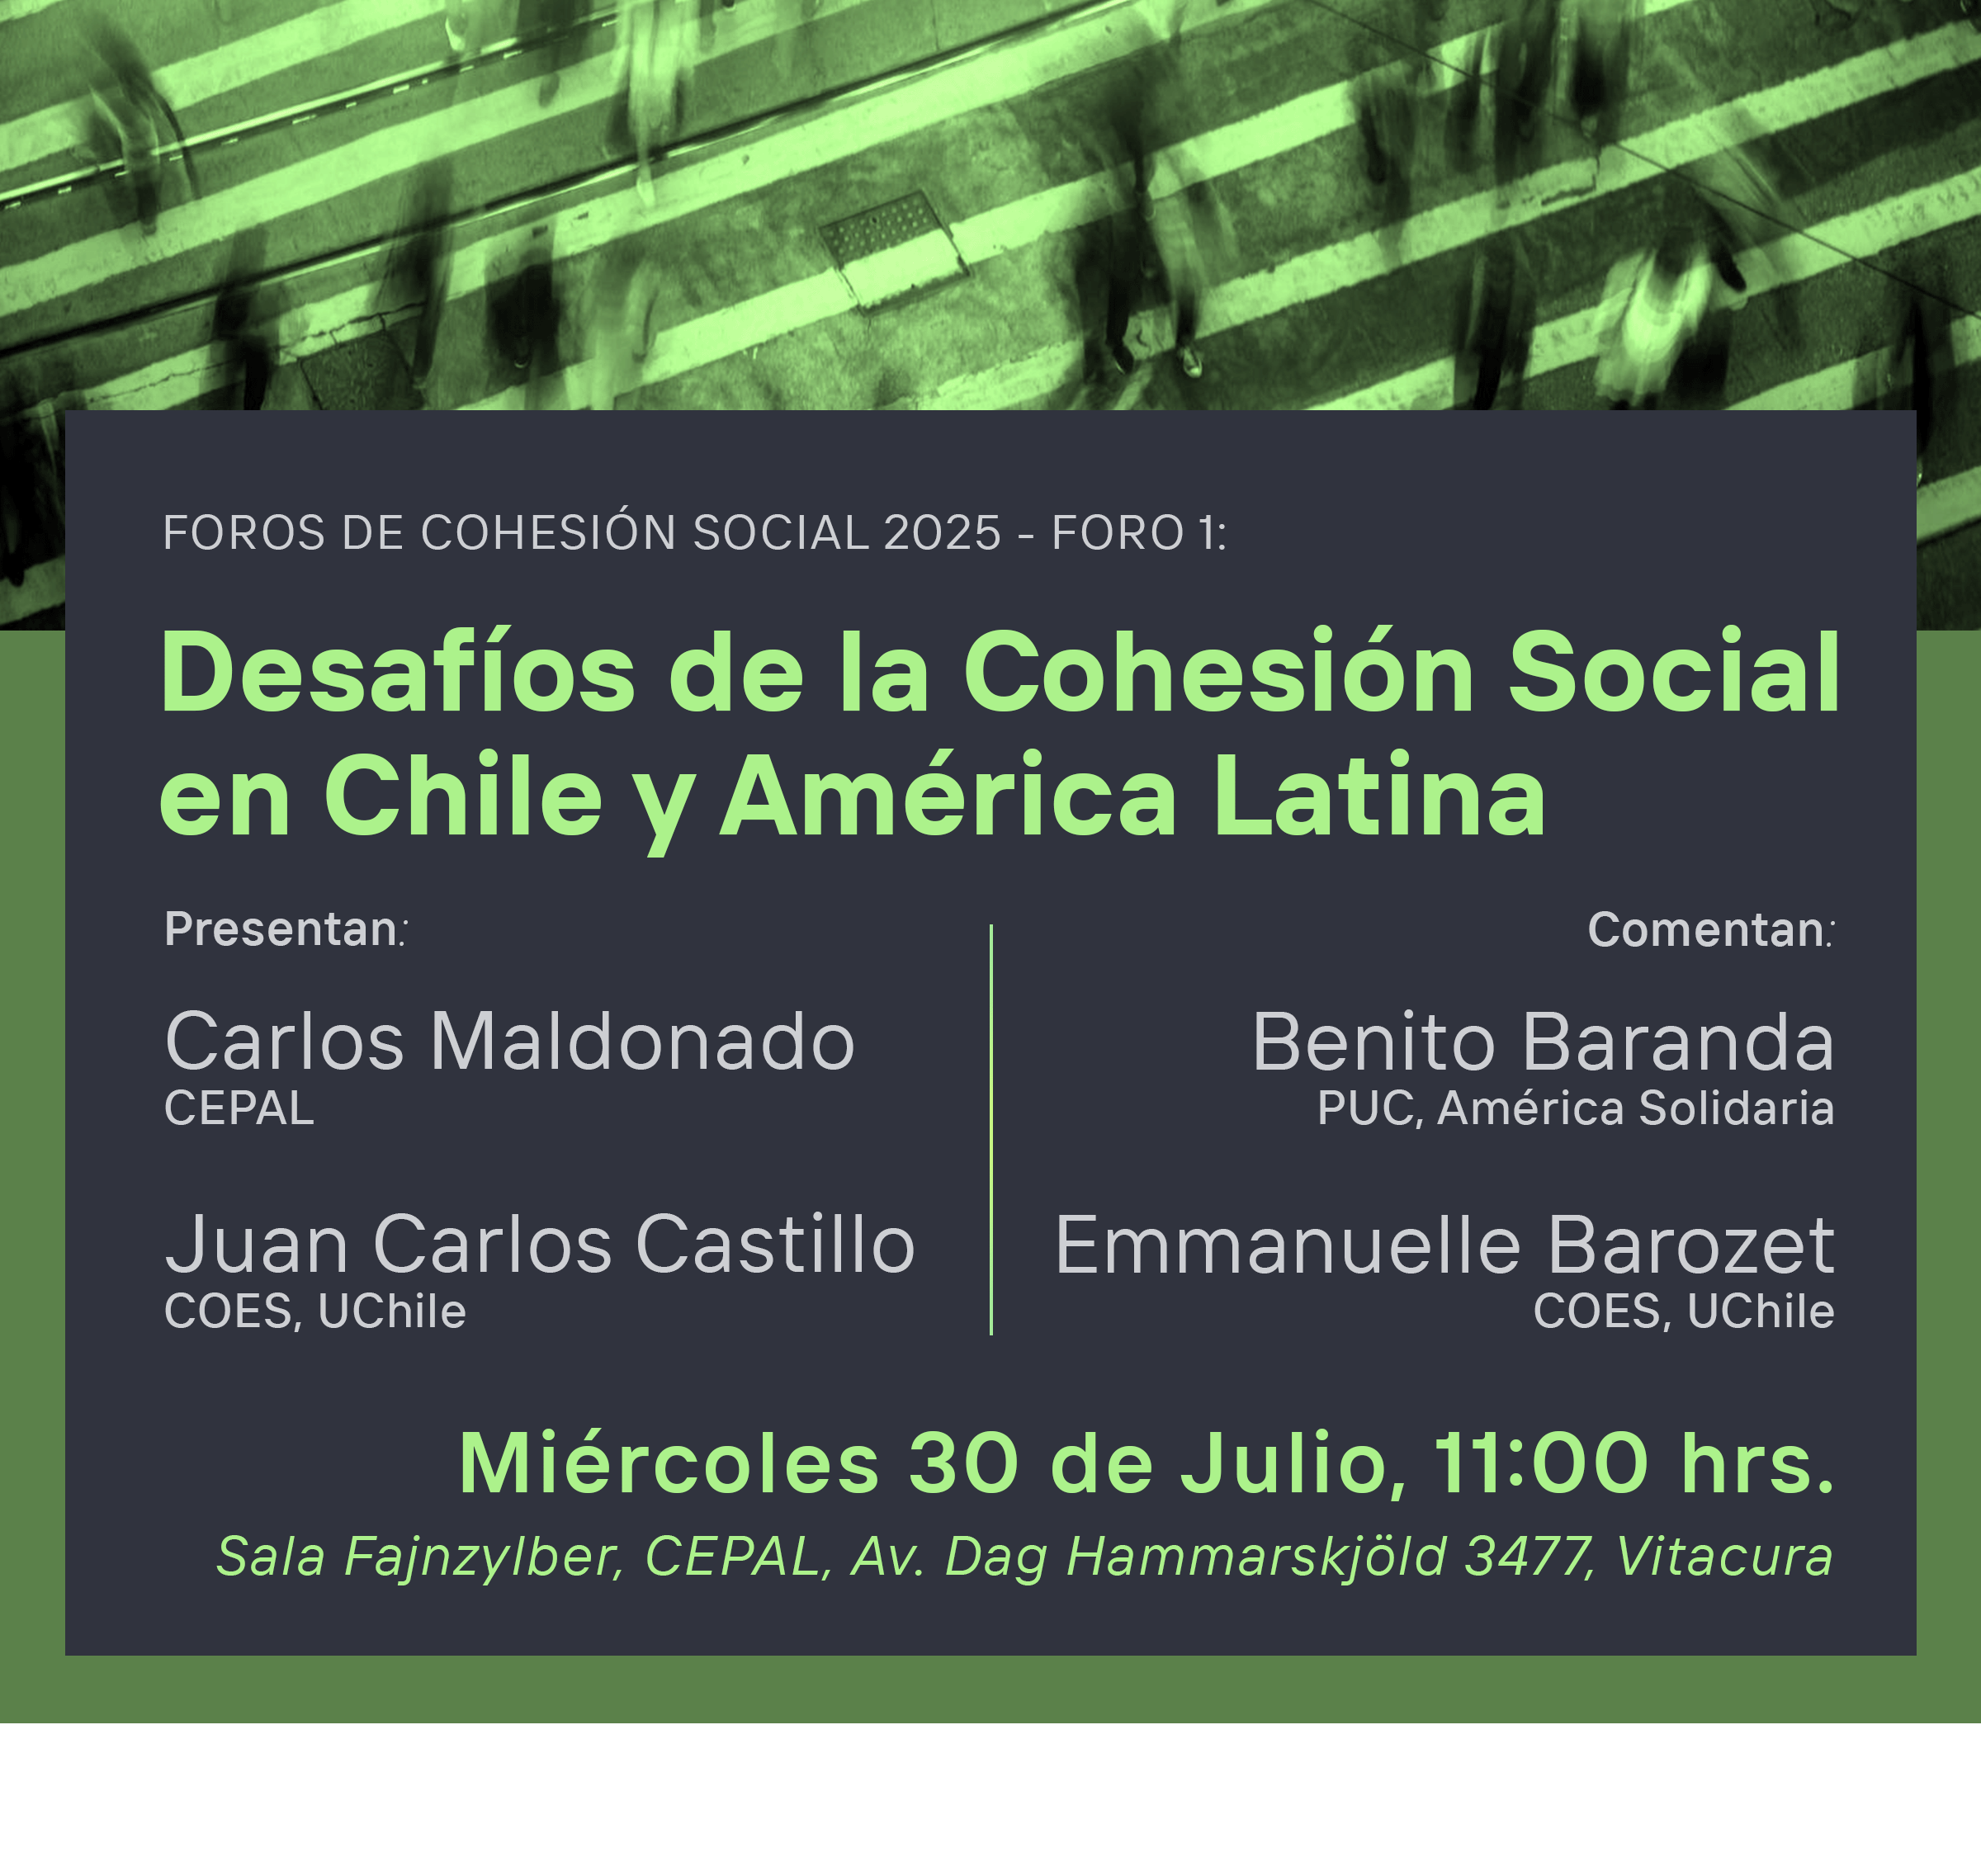 FOROS DE COHESIÓN SOCIAL 2025 - FORO 1:
Desafíos de la Cohesión Social
en Chile y América Latina
Presentan:
Carlos Maldonado
CEPAL
Juan Carlos Castillo
COES, UChile
Comentan:
Benito Baranda
PUC, América Solidaria
Emmanuelle Barozet
COES, UChile
Miércoles 30 de Julio, 11:00 hrs.
Sala Fajnzylber, CEPAL, Av. Dag Hammarskjöld 3477, Vitacura